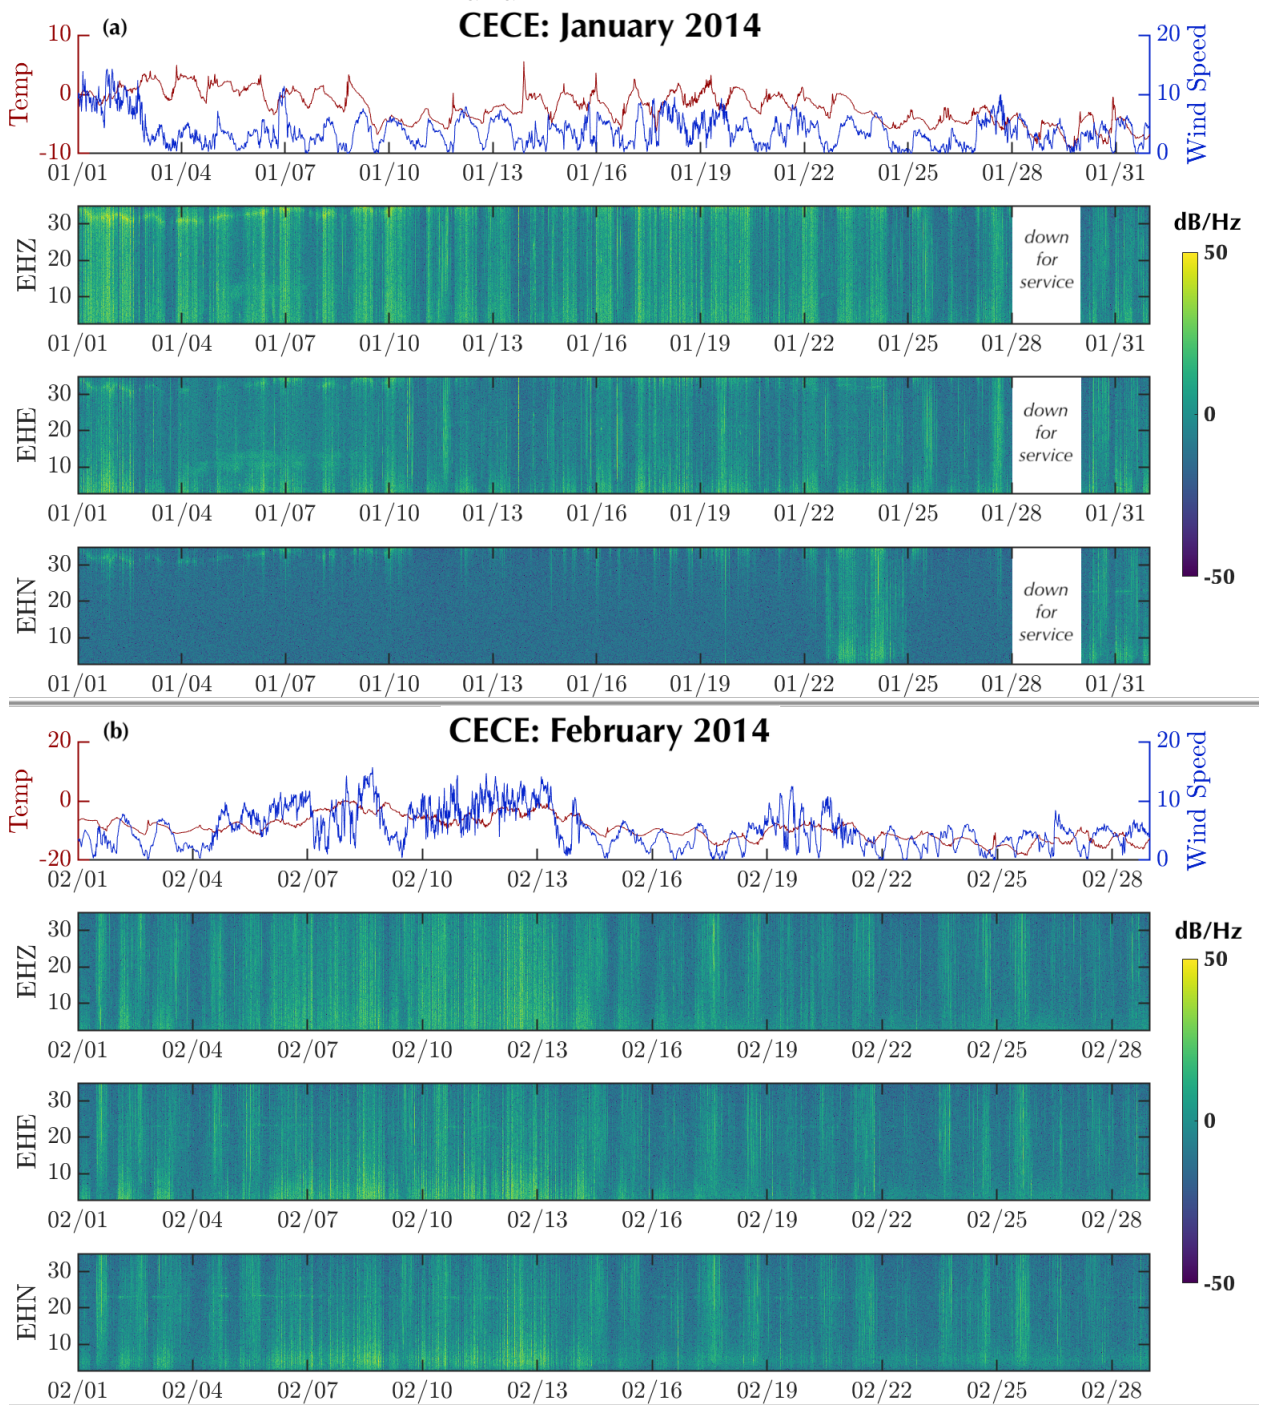 (a) CECE: January 2014
10
0
-10
Temp
20
10
0
Wind Speed
01/01 01/04 01/07 01/10 01/13 01/16 01/19 01/22 01/25 01/28 01/31
EHZ
30
20
10
down
for
service
01/01 01/04 01/07 01/10 01/13 01/16 01/19 01/22 01/25 01/28 01/31
EHE
30
20
10
down
for
service
01/01 01/04 01/07 01/10 01/13 01/16 01/19 01/22 01/25 01/28 01/31
EHN
30
20
10
down
for
service
01/01 01/04 01/07 01/10 01/13 01/16 01/19 01/22 01/25 01/28 01/31
dB/Hz
50
0
-50
(b) CECE: February 2014
20
0
-20
Temp
20
10
0
Wind Speed
02/01 02/04 02/07 02/10 02/13 02/16 02/19 02/22 02/25 02/28
EHZ
30
20
10
02/01 02/04 02/07 02/10 02/13 02/16 02/19 02/22 02/25 02/28
EHE
30
20
10
02/01 02/04 02/07 02/10 02/13 02/16 02/19 02/22 02/25 02/28
EHN
30
20
10
02/01 02/04 02/07 02/10 02/13 02/16 02/19 02/22 02/25 02/28
dB/Hz
50
0
-50